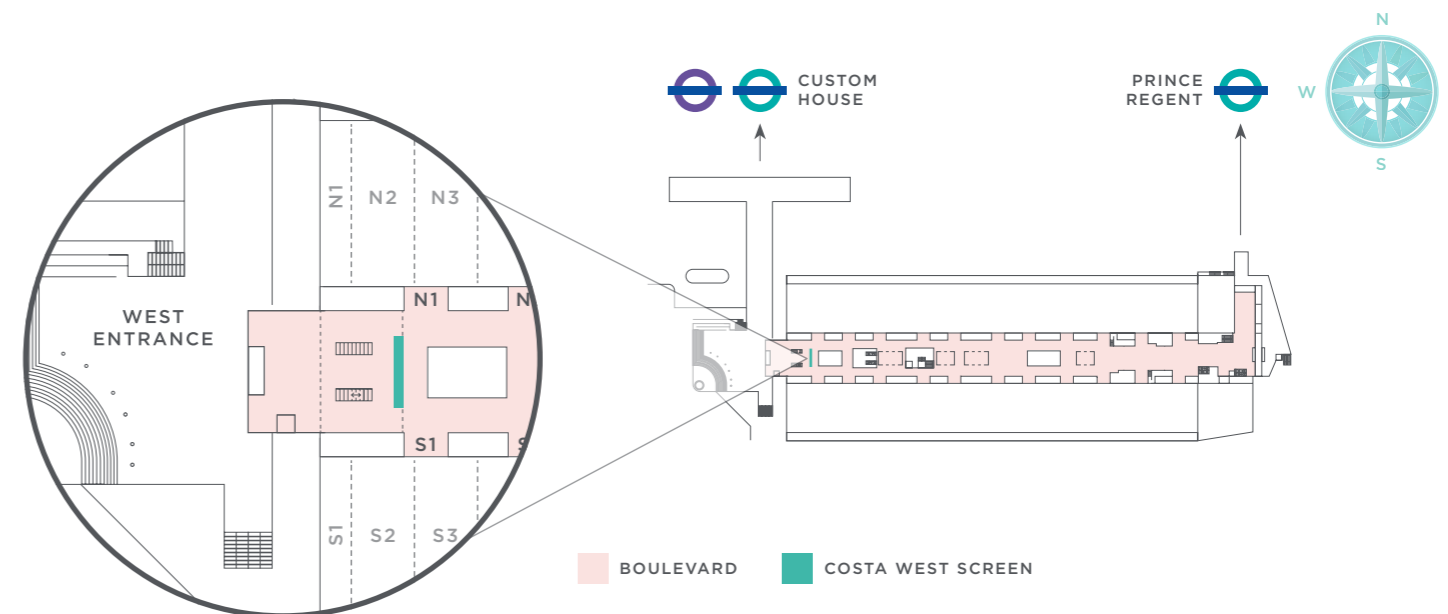 N
CUSTOM
HOUSE
PRINCE
REGENT
W
S
N1
N2
N3
N1
N
WEST
ENTRANCE
S1
S
S1
S2
S3
BOULEVARD
COSTA WEST SCREEN